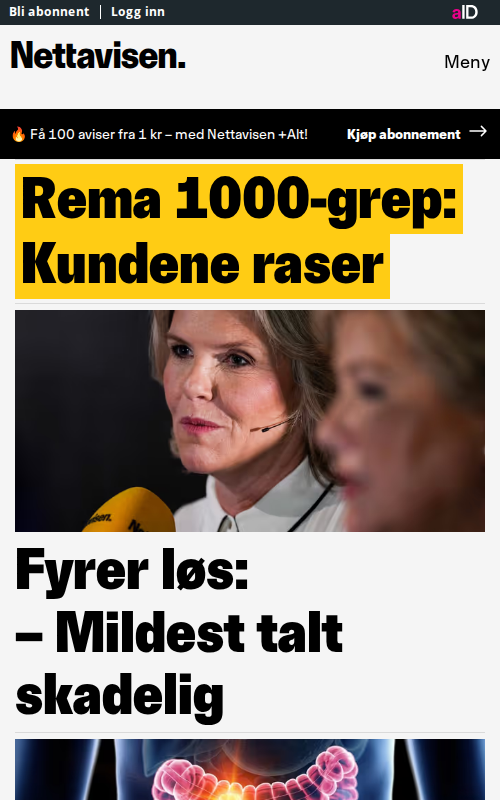 Bli abonnent | Logg inn
aID
Nettavisen.
Meny
🔥 Få 100 aviser fra 1 kr – med Nettavisen +Alt!
Kjøp abonnement →
Rema 1000-grep:
Kundene raser
Fyrer løs:
– Mildest talt
skadelig